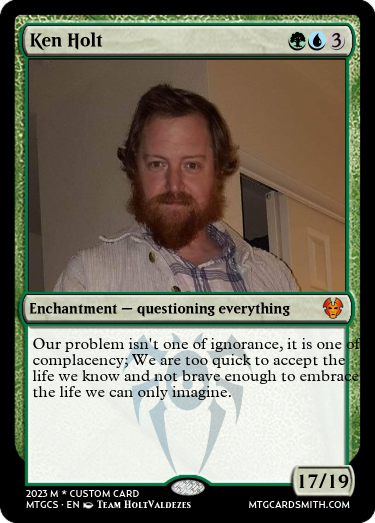 Ken Holt
3
Enchantment — questioning everything
Our problem isn't one of ignorance, it is one of
complacency; We are too quick to accept the
life we know and not brave enough to embrace
the life we can only imagine.
17/19
2023 M * CUSTOM CARD
MTGCS • EN Team HoltValdezes
MTGCARDSMITH.COM